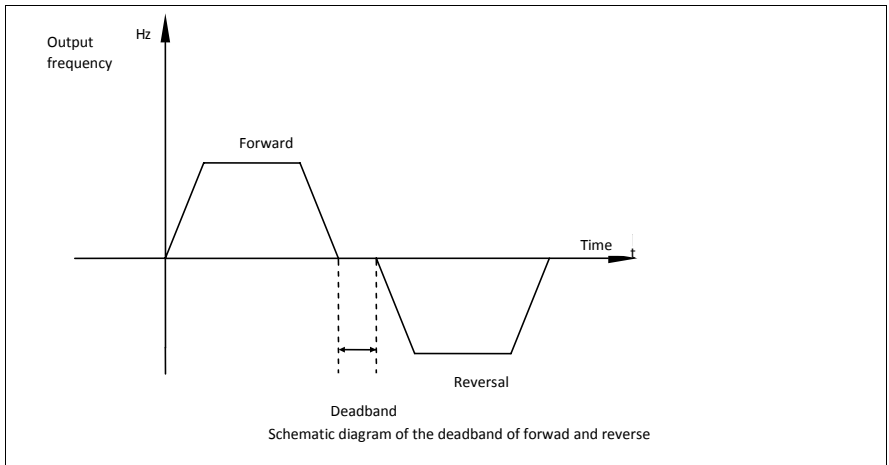 Output
frequency
Hz
Forward
Time
t
Reversal
Deadband
Schematic diagram of the deadband of forwad and reverse